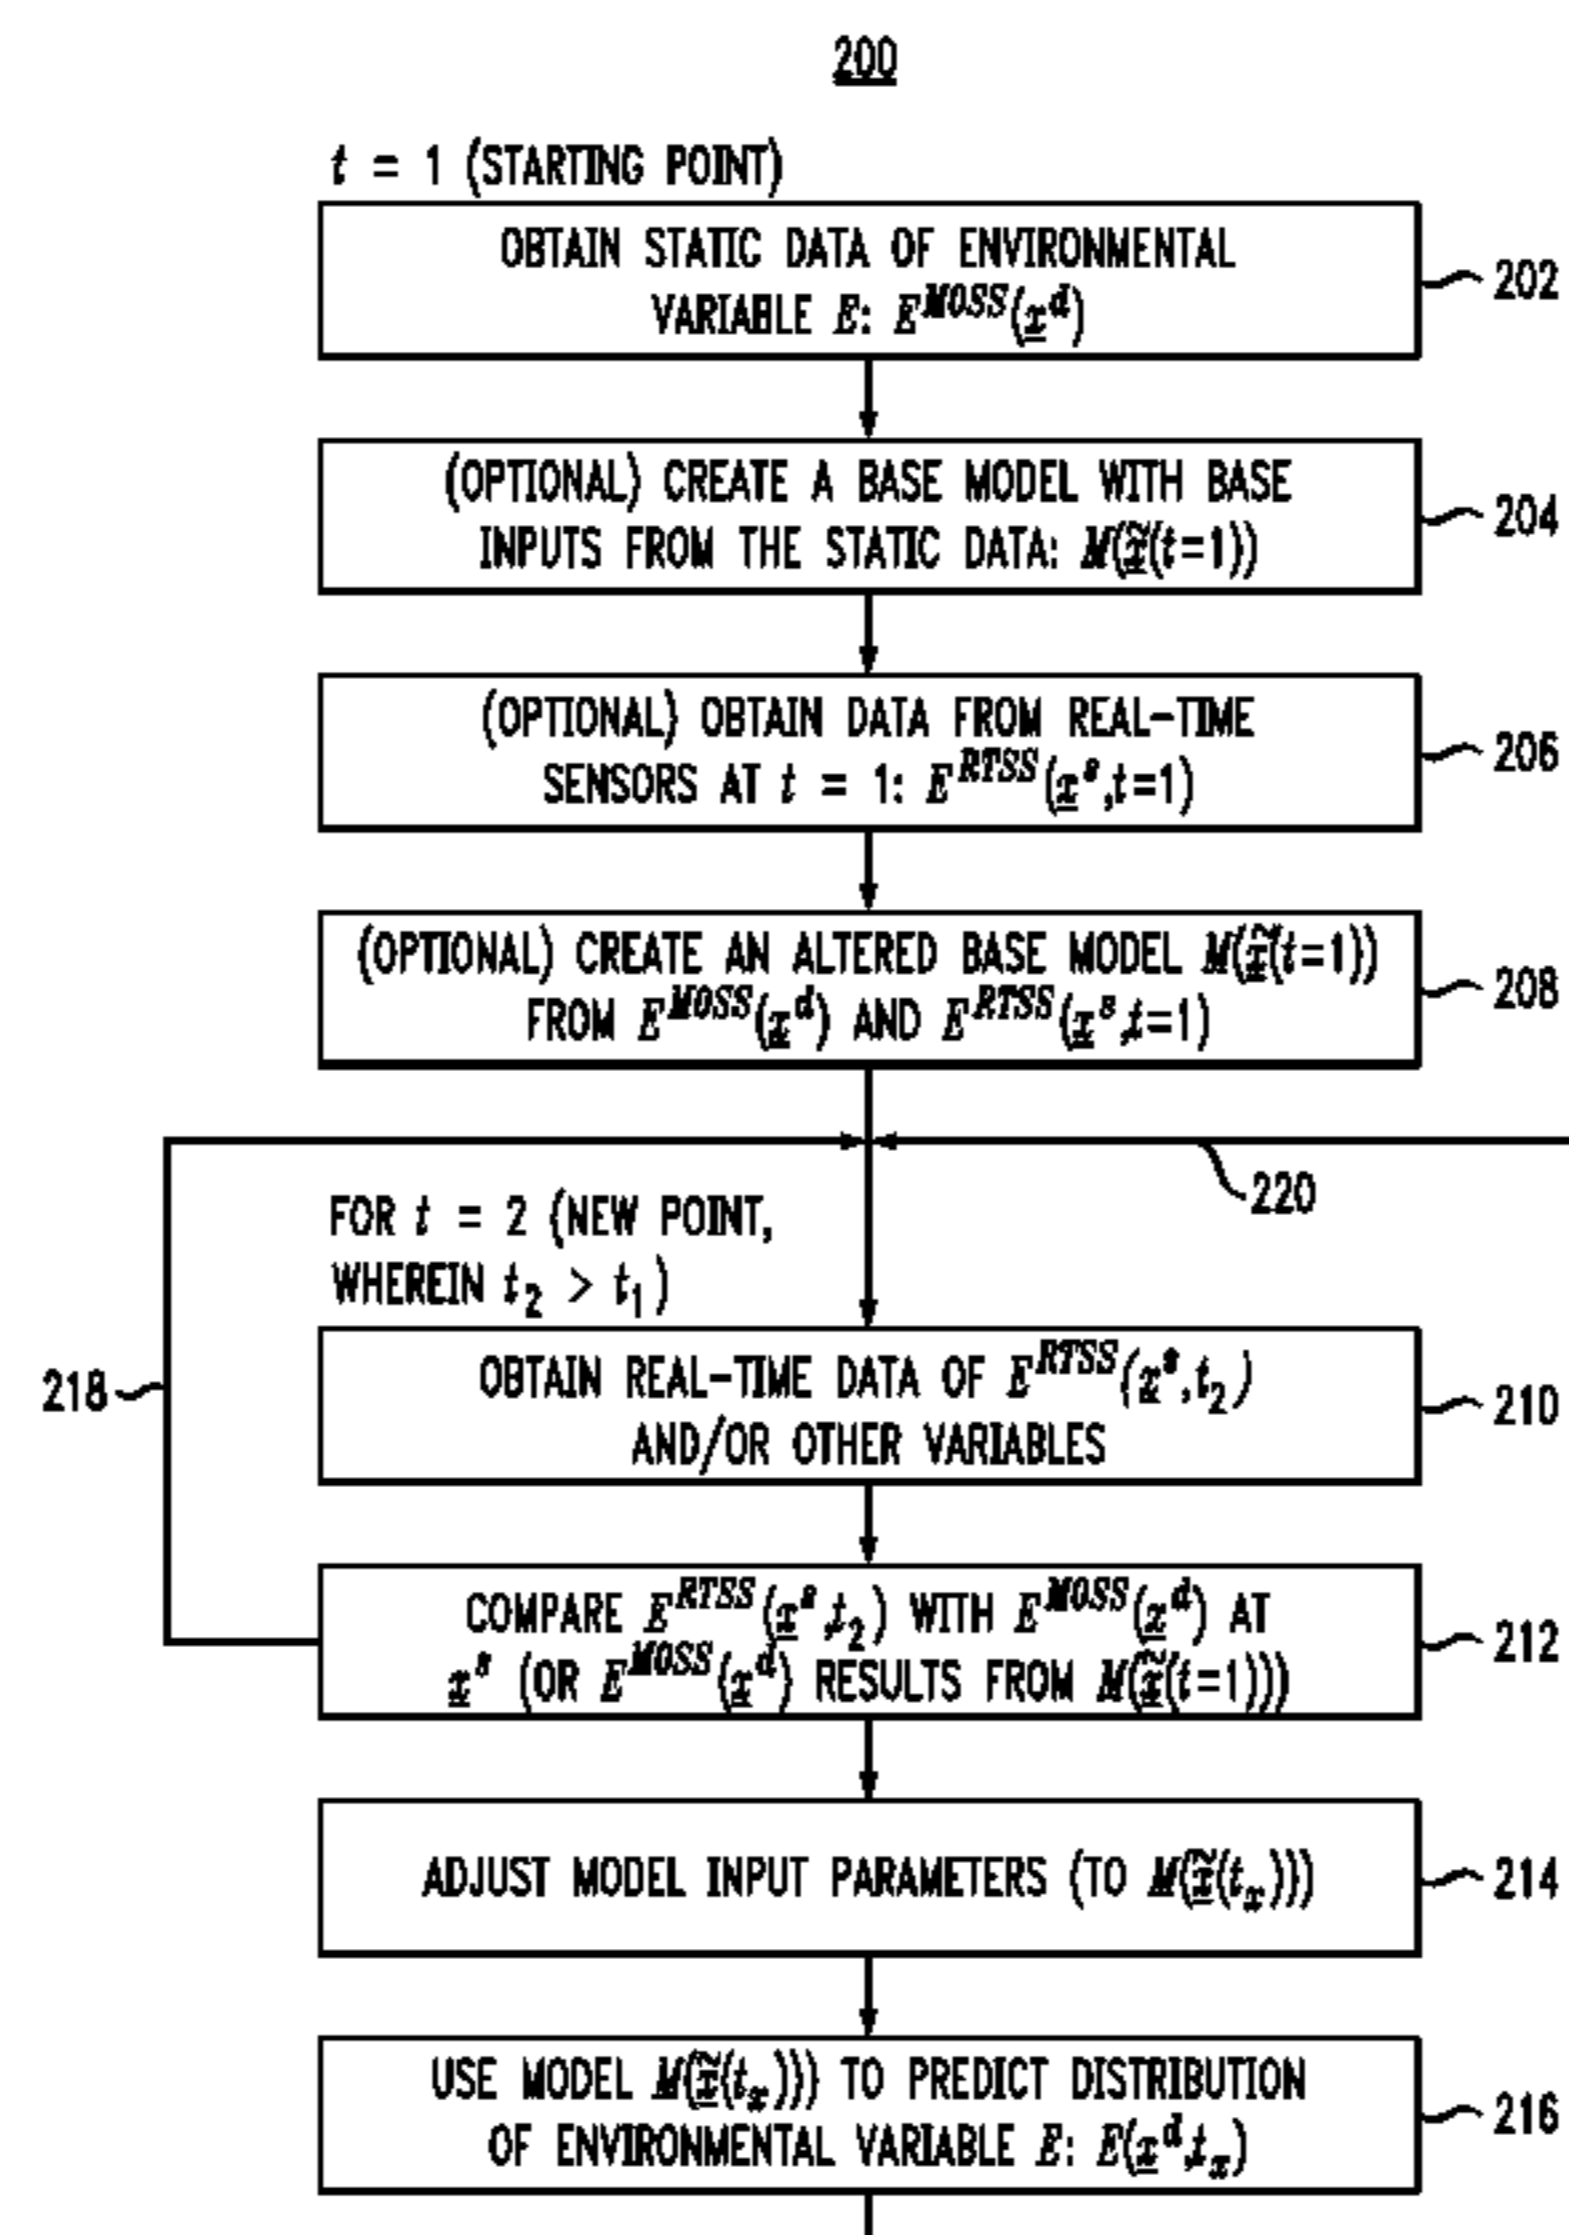 200
t = 1 (STARTING POINT)
OBTAIN STATIC DATA OF ENVIRONMENTAL
VARIABLE E: E^MOSS(x^d)
202
(OPTIONAL) CREATE A BASE MODEL WITH BASE
INPUTS FROM THE STATIC DATA: M(x̃(t=1))
204
(OPTIONAL) OBTAIN DATA FROM REAL-TIME
SENSORS AT t = 1: E^RTSS(x^s,t=1)
206
(OPTIONAL) CREATE AN ALTERED BASE MODEL M(x̃(t=1))
FROM E^MOSS(x^d) AND E^RTSS(x^s,t=1)
208
220
FOR t = 2 (NEW POINT,
WHEREIN t₂ > t₁)
218
OBTAIN REAL-TIME DATA OF E^RTSS(x^s,t₂)
AND/OR OTHER VARIABLES
210
COMPARE E^RTSS(x^s,t₂) WITH E^MOSS(x^d) AT
x^s (OR E^MOSS(x^d) RESULTS FROM M(x̃(t=1)))
212
ADJUST MODEL INPUT PARAMETERS (TO M(x̃(tₓ)))
214
USE MODEL M(x̃(tₓ))) TO PREDICT DISTRIBUTION
OF ENVIRONMENTAL VARIABLE E: E(x^d,tₓ)
216